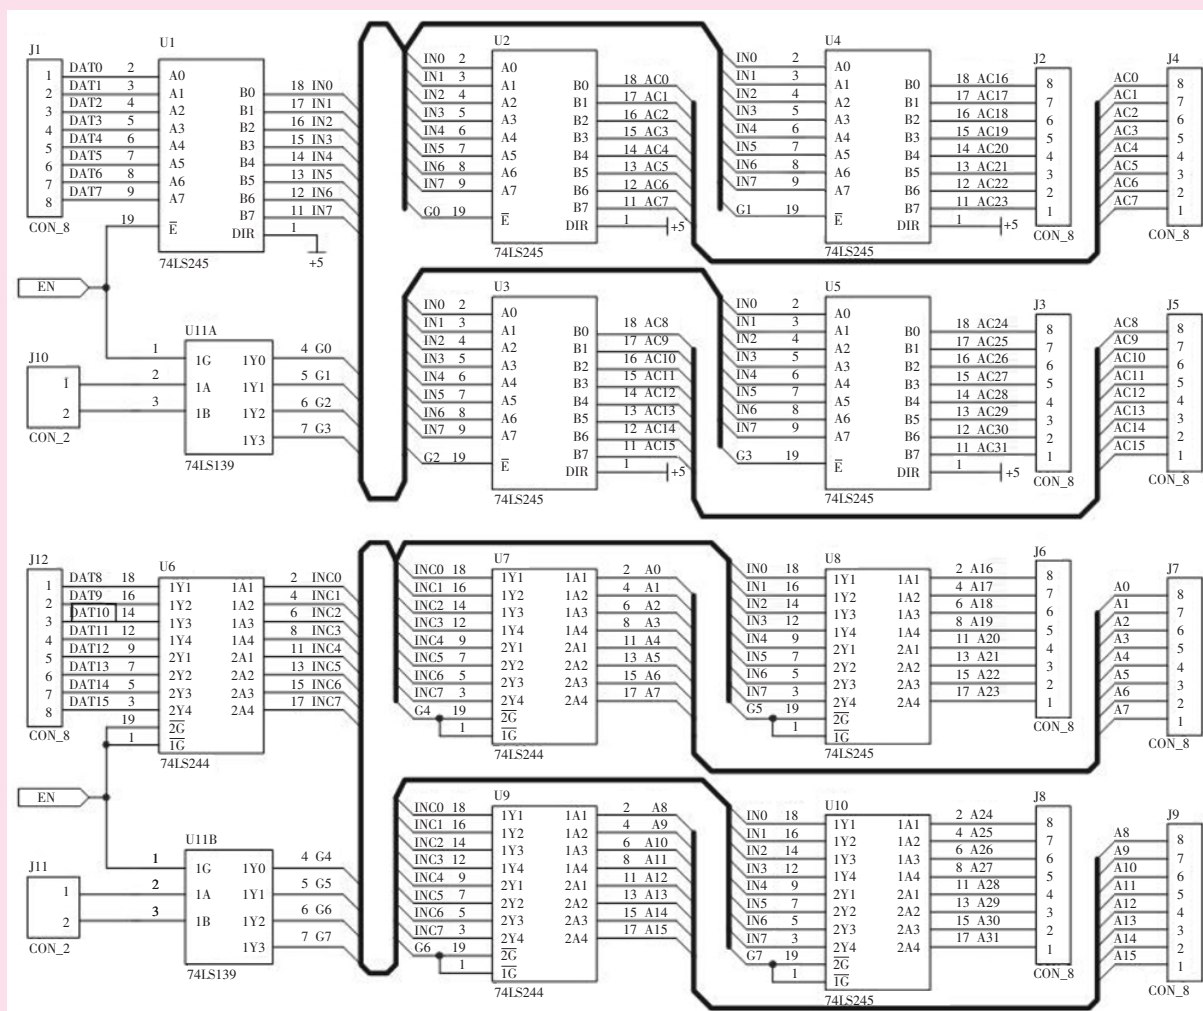 J1
1 DAT0 2
2 DAT1 3
3 DAT2 4
4 DAT3 5
5 DAT4 6
6 DAT5 7
7 DAT6 8
8 DAT7 9
CON_8
19
U1
A0 A1 A2 A3 A4 A5 A6 A7 E
B0 18 IN0
B1 17 IN1
B2 16 IN2
B3 15 IN3
B4 14 IN4
B5 13 IN5
B6 12 IN6
B7 11 IN7
DIR 1
+5
74LS245
EN
U11A
1 1G 1Y0 4 G0
2 1A 1Y1 5 G1
3 1B 1Y2 6 G2
1Y3 7 G3
74LS139
J10
1
2
CON_2
U2
IN0 2 A0
IN1 3 A1
IN2 4 A2
IN3 5 A3
IN4 6 A4
IN5 7 A5
IN6 8 A6
IN7 9 A7
G0 19 E
B0 18 AC0
B1 17 AC1
B2 16 AC2
B3 15 AC3
B4 14 AC4
B5 13 AC5
B6 12 AC6
B7 11 AC7
DIR 1 +5
74LS245
U4
IN0 2 A0
IN1 3 A1
IN2 4 A2
IN3 5 A3
IN4 6 A4
IN5 7 A5
IN6 8 A6
IN7 9 A7
G1 19 E
B0 18 AC16
B1 17 AC17
B2 16 AC18
B3 15 AC19
B4 14 AC20
B5 13 AC21
B6 12 AC22
B7 11 AC23
DIR 1 +5
74LS245
J2
8
7
6
5
4
3
2
1
CON_8
J4
AC0 8
AC1 7
AC2 6
AC3 5
AC4 4
AC5 3
AC6 2
AC7 1
CON_8
U3
IN0 2 A0
IN1 3 A1
IN2 4 A2
IN3 5 A3
IN4 6 A4
IN5 7 A5
IN6 8 A6
IN7 9 A7
G2 19 E
B0 18 AC8
B1 17 AC9
B2 16 AC10
B3 15 AC11
B4 14 AC12
B5 13 AC13
B6 12 AC14
B7 11 AC15
DIR 1 +5
74LS245
U5
IN0 2 A0
IN1 3 A1
IN2 4 A2
IN3 5 A3
IN4 6 A4
IN5 7 A5
IN6 8 A6
IN7 9 A7
G3 19 E
B0 18 AC24
B1 17 AC25
B2 16 AC26
B3 15 AC27
B4 14 AC28
B5 13 AC29
B6 12 AC30
B7 11 AC31
DIR 1 +5
74LS245
J3
8
7
6
5
4
3
2
1
CON_8
J5
AC8 8
AC9 7
AC10 6
AC11 5
AC12 4
AC13 3
AC14 2
AC15 1
CON_8
J12
1 DAT8 18
2 DAT9 16
3 DAT10 14
4 DAT11 12
5 DAT12 9
6 DAT13 7
7 DAT14 5
8 DAT15 3
CON_8
19
1
U6
1Y1 1A1 2 INC0
1Y2 1A2 4 INC1
1Y3 1A3 6 INC2
1Y4 1A4 8 INC3
2Y1 2A1 11 INC4
2Y2 2A2 13 INC5
2Y3 2A3 15 INC6
2Y4 2A4 17 INC7
2G
1G
74LS244
EN
U11B
1 1G 1Y0 4 G4
2 1A 1Y1 5 G5
3 1B 1Y2 6 G6
1Y3 7 G7
74LS139
J11
1
2
CON_2
U7
INC0 18 1Y1 1A1 2 A0
INC1 16 1Y2 1A2 4 A1
INC2 14 1Y3 1A3 6 A2
INC3 12 1Y4 1A4 8 A3
INC4 9 2Y1 2A1 11 A4
INC5 7 2Y2 2A2 13 A5
INC6 5 2Y3 2A3 15 A6
INC7 3 2Y4 2A4 17 A7
G4 19 2G
1 1G
74LS244
U8
IN0 18 1Y1 1A1 2 A16
IN1 16 1Y2 1A2 4 A17
IN2 14 1Y3 1A3 6 A18
IN3 12 1Y4 1A4 8 A19
IN4 9 2Y1 2A1 11 A20
IN5 7 2Y2 2A2 13 A21
IN6 5 2Y3 2A3 15 A22
IN7 3 2Y4 2A4 17 A23
G5 19 2G
1 1G
74LS245
J6
8
7
6
5
4
3
2
1
CON_8
J7
A0 8
A1 7
A2 6
A3 5
A4 4
A5 3
A6 2
A7 1
CON_8
U9
INC0 18 1Y1 1A1 2 A8
INC1 16 1Y2 1A2 4 A9
INC2 14 1Y3 1A3 6 A10
INC3 12 1Y4 1A4 8 A11
INC4 9 2Y1 2A1 11 A12
INC5 7 2Y2 2A2 13 A13
INC6 5 2Y3 2A3 15 A14
INC7 3 2Y4 2A4 17 A15
G6 19 2G
1 1G
74LS244
U10
IN0 18 1Y1 1A1 2 A24
IN1 16 1Y2 1A2 4 A25
IN2 14 1Y3 1A3 6 A26
IN3 12 1Y4 1A4 8 A27
IN4 9 2Y1 2A1 11 A28
IN5 7 2Y2 2A2 13 A29
IN6 5 2Y3 2A3 15 A30
IN7 3 2Y4 2A4 17 A31
G7 19 2G
1 1G
74LS245
J8
8
7
6
5
4
3
2
1
CON_8
J9
A8 8
A9 7
A10 6
A11 5
A12 4
A13 3
A14 2
A15 1
CON_8